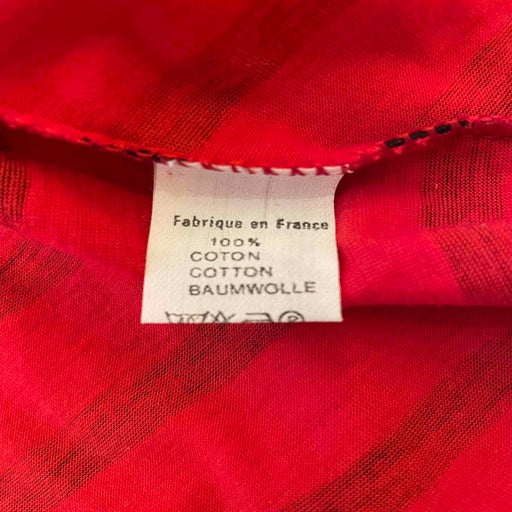 Fabrique en France
100%
COTON
COTTON
BAUMWOLLE